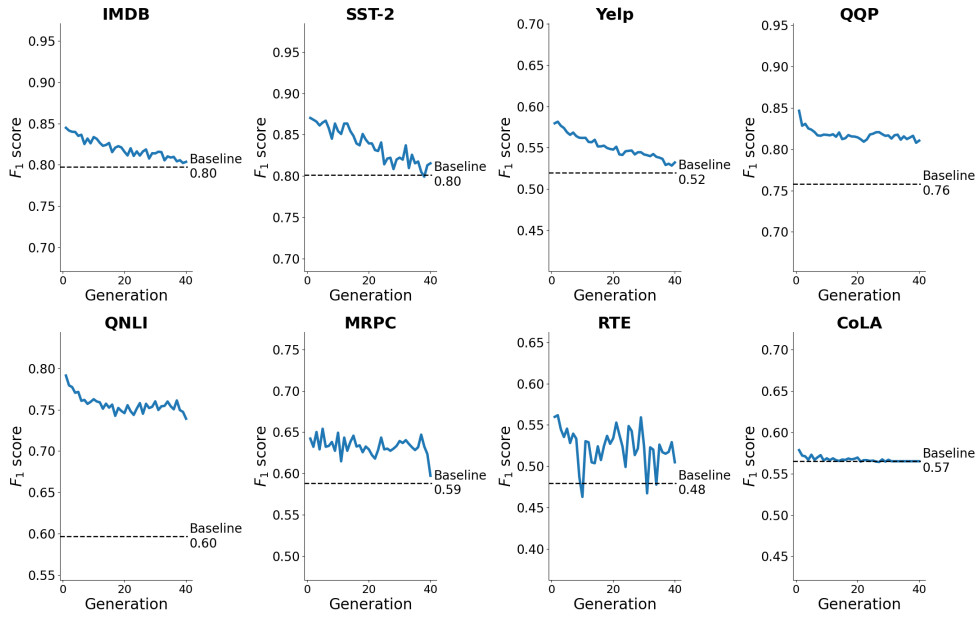 IMDB
F1 score
0.95
0.90
0.85
0.80
0.75
0.70
Baseline
0.80
0
20
40
Generation
SST-2
F1 score
0.95
0.90
0.85
0.80
0.75
0.70
Baseline
0.80
0
20
40
Generation
Yelp
F1 score
0.70
0.65
0.60
0.55
0.50
0.45
Baseline
0.52
0
20
40
Generation
QQP
F1 score
0.95
0.90
0.85
0.80
0.75
0.70
Baseline
0.76
0
20
40
Generation
QNLI
F1 score
0.80
0.75
0.70
0.65
0.60
0.55
Baseline
0.60
0
20
40
Generation
MRPC
F1 score
0.75
0.70
0.65
0.60
0.55
0.50
Baseline
0.59
0
20
40
Generation
RTE
F1 score
0.65
0.60
0.55
0.50
0.45
0.40
Baseline
0.48
0
20
40
Generation
CoLA
F1 score
0.70
0.65
0.60
0.55
0.50
0.45
Baseline
0.57
0
20
40
Generation